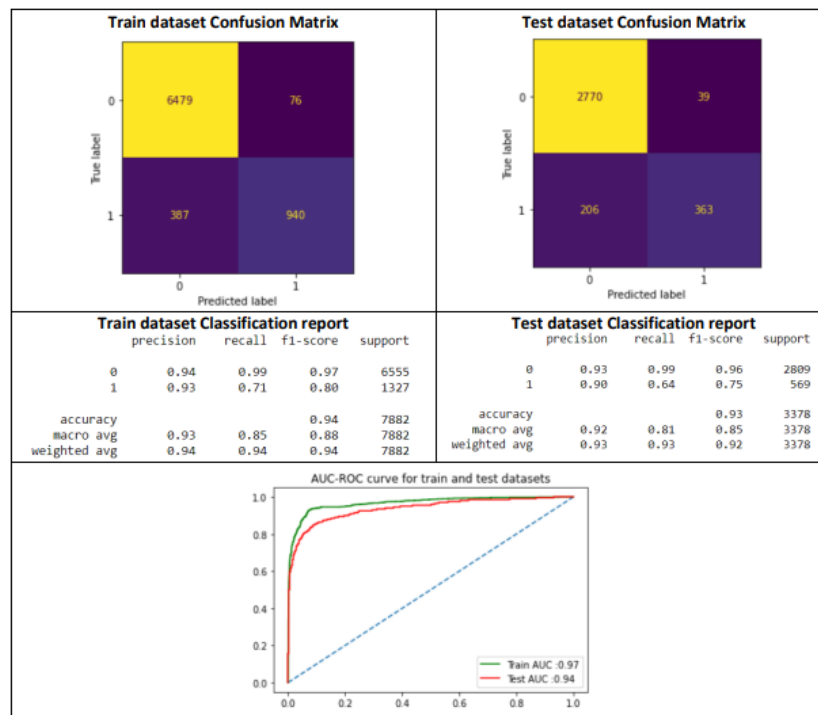 Train dataset Confusion Matrix
0
6479
76
True label
1
387
940
0
1
Predicted label
Test dataset Confusion Matrix
0
2770
39
True label
1
206
363
0
1
Predicted label
Train dataset Classification report
precision recall f1-score support
0 0.94 0.99 0.97 6555
1 0.93 0.71 0.80 1327
accuracy 0.94 7882
macro avg 0.93 0.85 0.88 7882
weighted avg 0.94 0.94 0.94 7882
Test dataset Classification report
precision recall f1-score support
0 0.93 0.99 0.96 2809
1 0.90 0.64 0.75 569
accuracy 0.93 3378
macro avg 0.92 0.81 0.85 3378
weighted avg 0.93 0.93 0.92 3378
AUC-ROC curve for train and test datasets
1.0
0.8
0.6
0.4
0.2
0.0
Train AUC :0.97
Test AUC :0.94
0.0 0.2 0.4 0.6 0.8 1.0